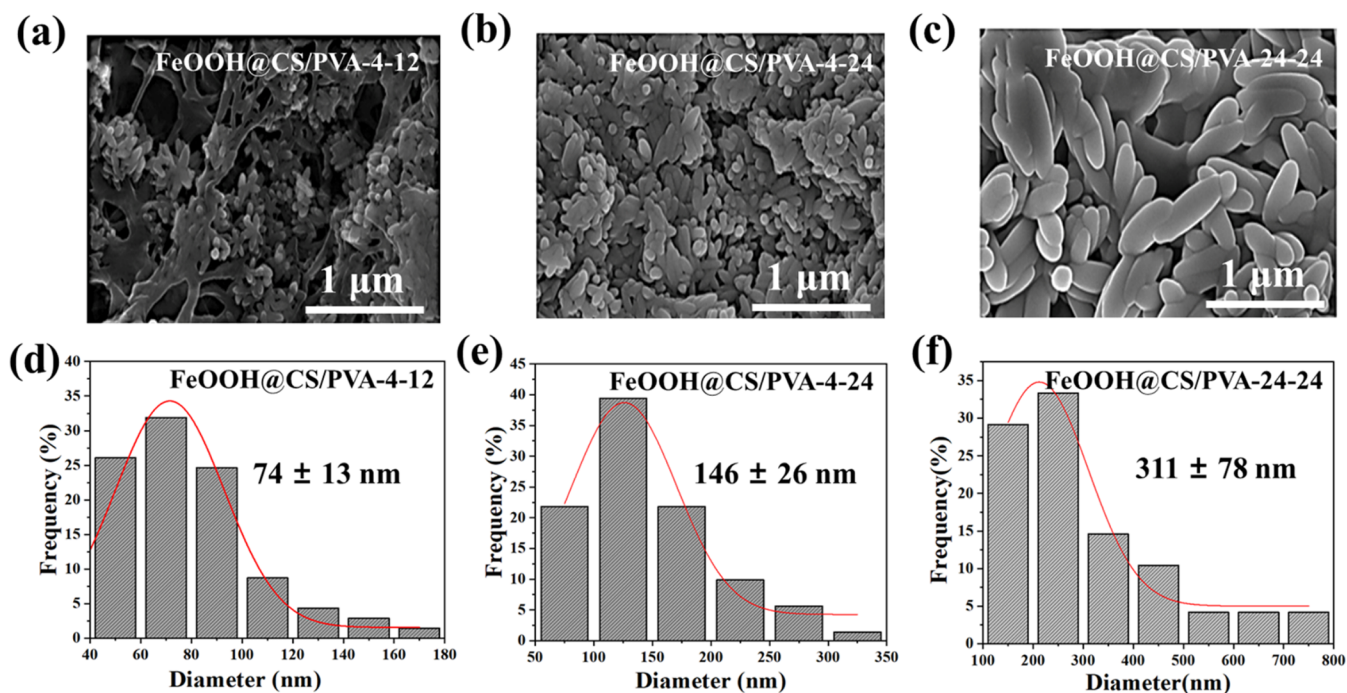 (a)
FeOOH@CS/PVA-4-12
1 μm
(b)
FeOOH@CS/PVA-4-24
1 μm
(c)
FeOOH@CS/PVA-24-24
1 μm
(d)
FeOOH@CS/PVA-4-12
74 ± 13 nm
Frequency (%)
40
35
30
25
20
15
10
5
0
40 60 80 100 120 140 160 180
Diameter (nm)
(e)
FeOOH@CS/PVA-4-24
146 ± 26 nm
Frequency (%)
45
40
35
30
25
20
15
10
5
0
50 100 150 200 250 300 350
Diameter (nm)
(f)
FeOOH@CS/PVA-24-24
311 ± 78 nm
Frequency(%)
35
30
25
20
15
10
5
0
100 200 300 400 500 600 700 800
Diameter(nm)